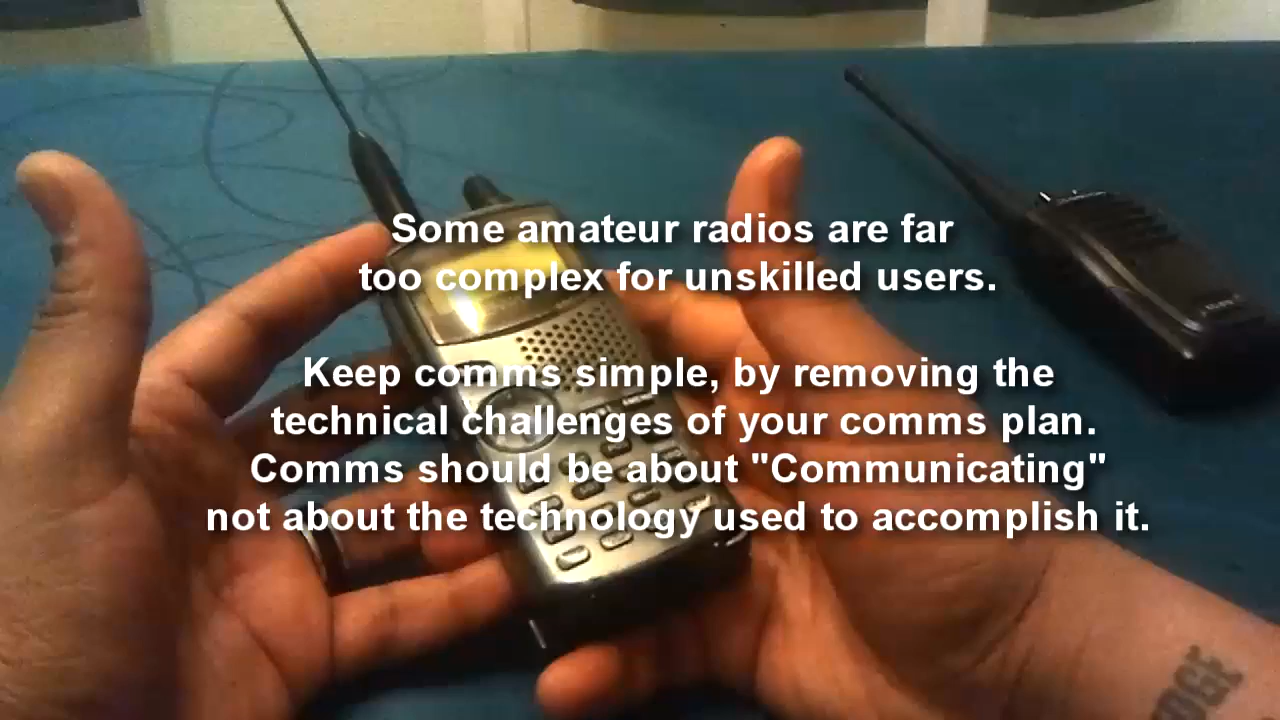 Some amateur radios are far
too complex for unskilled users.
Keep comms simple, by removing the
technical challenges of your comms plan.
Comms should be about "Communicating"
not about the technology used to accomplish it.